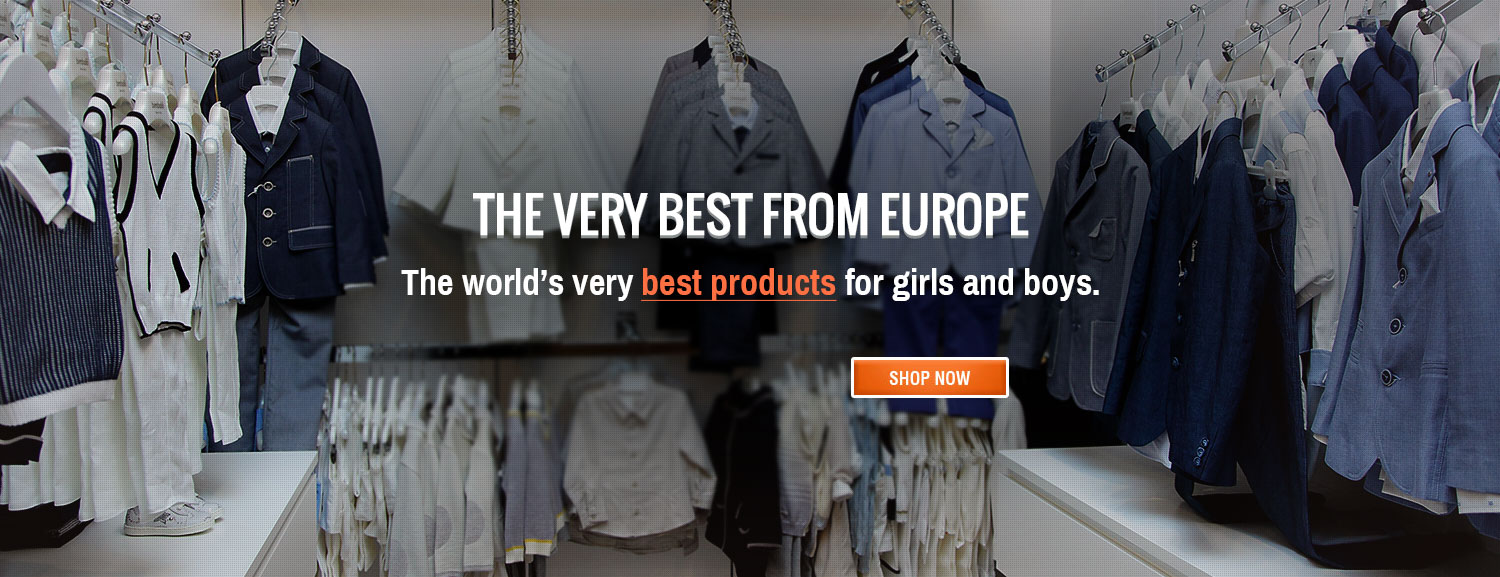 THE VERY BEST FROM EUROPE
The world’s very best products for girls and boys.
SHOP NOW